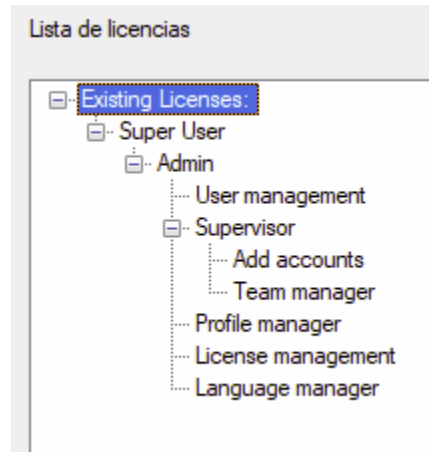 Lista de licencias
Existing Licenses:
Super User
Admin
User management
Supervisor
Add accounts
Team manager
Profile manager
License management
Language manager